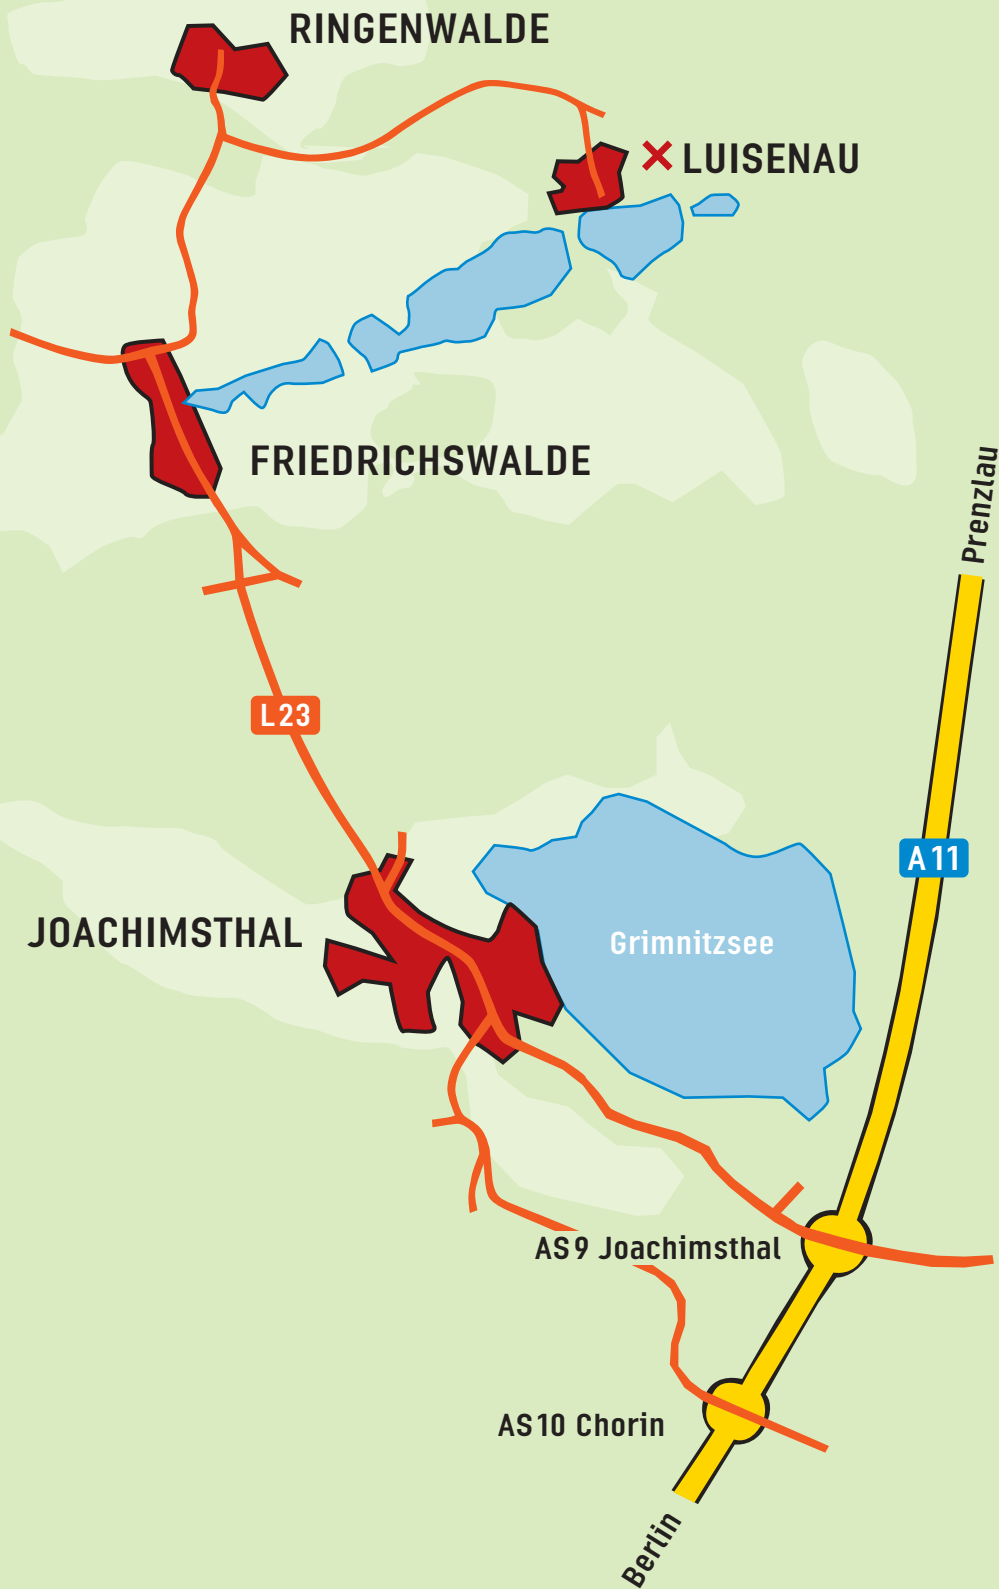 RINGENWALDE
LUISENAU
FRIEDRICHSWALDE
Prenzlau
L23
A11
JOACHIMSTHAL
Grimnitzsee
AS9 Joachimsthal
AS10 Chorin
Berlin